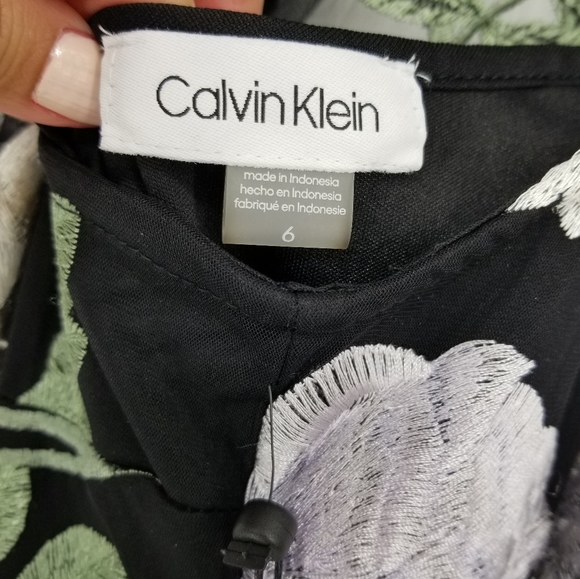 Calvin Klein
made in Indonesia
hecho en Indonesia
fabriqué en Indonesie
6